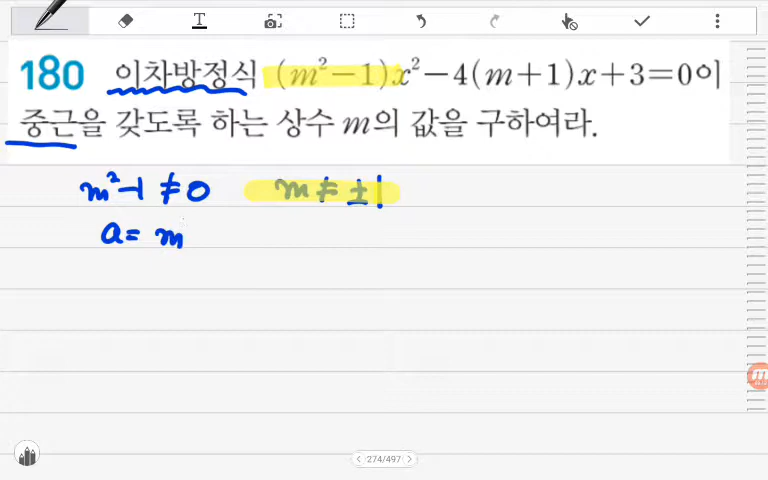 180 이차방정식 (m²−1)x²−4(m+1)x+3=0이
중근을 갖도록 하는 상수 m의 값을 구하여라.
m²-1 ≠ 0 m ≠ ±1
a = m
274/497